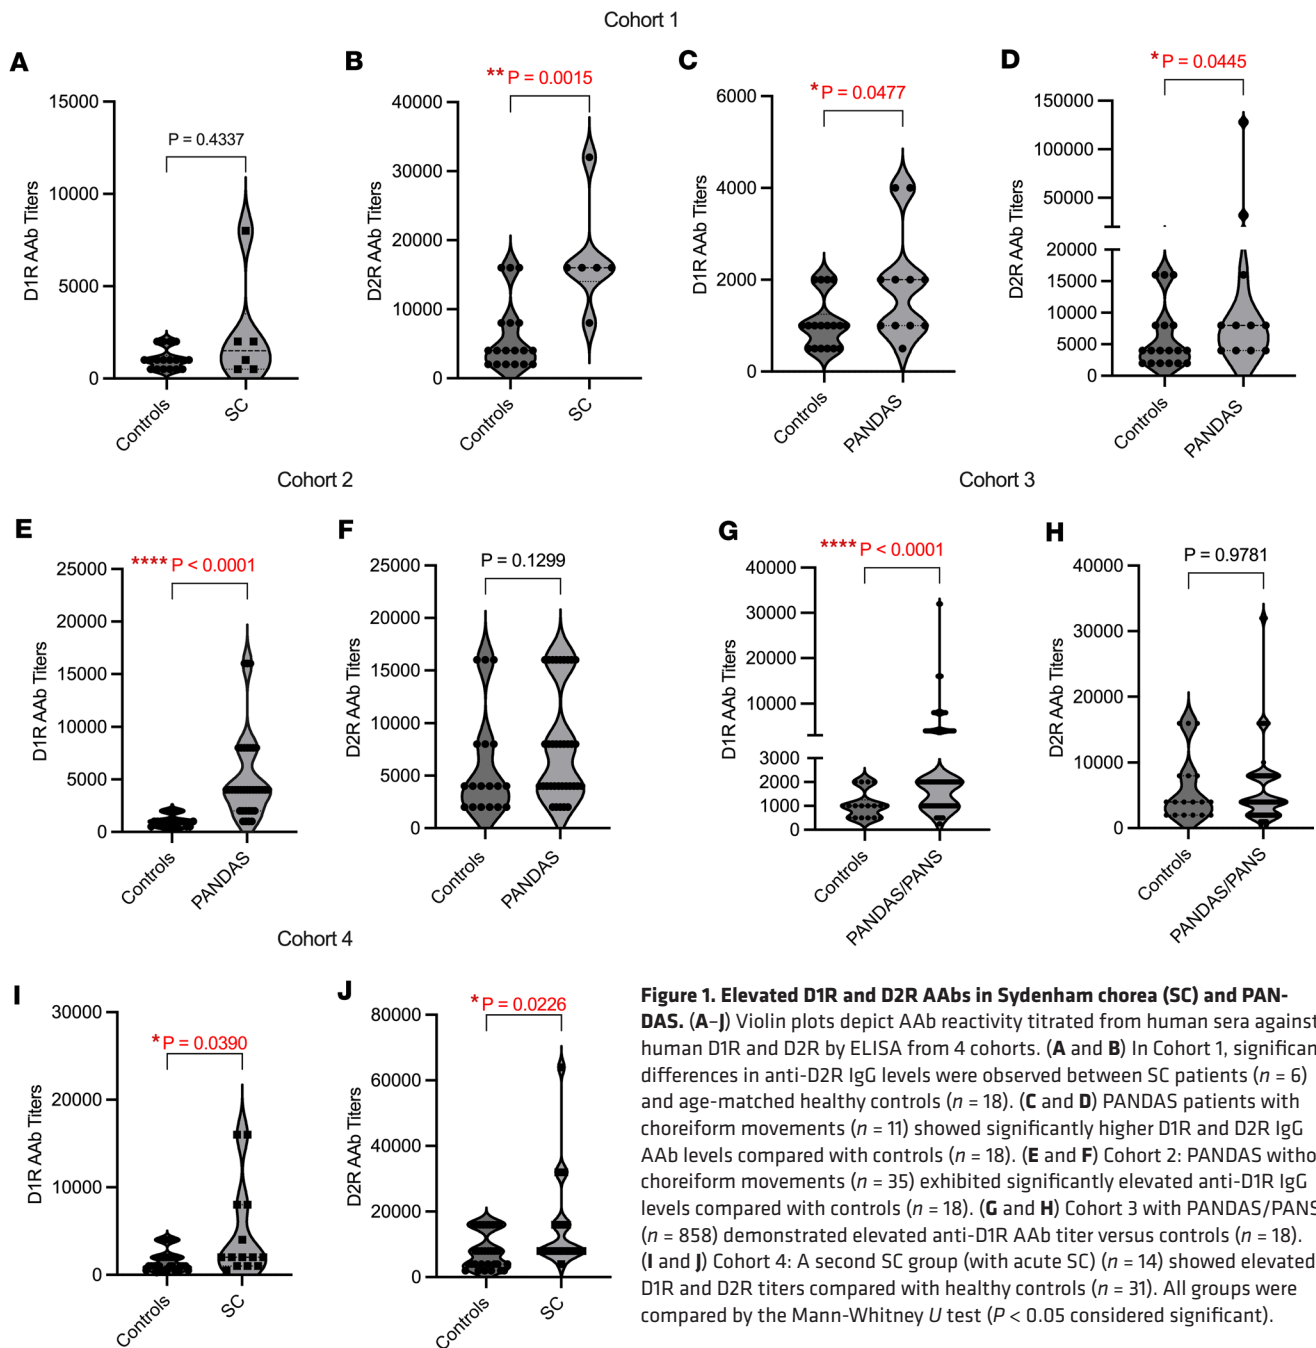 Cohort 1
A
15000
10000
5000
0
D1R AAb Titers
P = 0.4337
Controls
SC
B
40000
30000
20000
10000
0
D2R AAb Titers
** P = 0.0015
Controls
SC
C
6000
4000
2000
0
D1R AAb Titers
* P = 0.0477
Controls
PANDAS
D
150000
100000
50000
20000
15000
10000
5000
0
D2R AAb Titers
* P = 0.0445
Controls
PANDAS
Cohort 2
E
25000
20000
15000
10000
5000
0
D1R AAb Titers
**** P < 0.0001
Controls
PANDAS
F
25000
20000
15000
10000
5000
0
D2R AAb Titers
P = 0.1299
Controls
PANDAS
Cohort 3
G
40000
30000
20000
10000
3000
2000
1000
0
D1R AAb Titers
**** P < 0.0001
Controls
PANDAS/PANS
H
40000
30000
20000
10000
0
D2R AAb Titers
P = 0.9781
Controls
PANDAS/PANS
Cohort 4
I
30000
20000
10000
0
D1R AAb Titers
* P = 0.0390
Controls
SC
J
80000
60000
40000
20000
0
D2R AAb Titers
* P = 0.0226
Controls
SC
Figure 1. Elevated D1R and D2R AAbs in Sydenham chorea (SC) and PAN-
DAS. (A–J) Violin plots depict AAb reactivity titrated from human sera against
human D1R and D2R by ELISA from 4 cohorts. (A and B) In Cohort 1, significan
differences in anti-D2R IgG levels were observed between SC patients (n = 6)
and age-matched healthy controls (n = 18). (C and D) PANDAS patients with
choreiform movements (n = 11) showed significantly higher D1R and D2R IgG
AAb levels compared with controls (n = 18). (E and F) Cohort 2: PANDAS witho
choreiform movements (n = 35) exhibited significantly elevated anti-D1R IgG
levels compared with controls (n = 18). (G and H) Cohort 3 with PANDAS/PANS
(n = 858) demonstrated elevated anti-D1R AAb titer versus controls (n = 18).
(I and J) Cohort 4: A second SC group (with acute SC) (n = 14) showed elevated
D1R and D2R titers compared with healthy controls (n = 31). All groups were
compared by the Mann-Whitney U test (P < 0.05 considered significant).